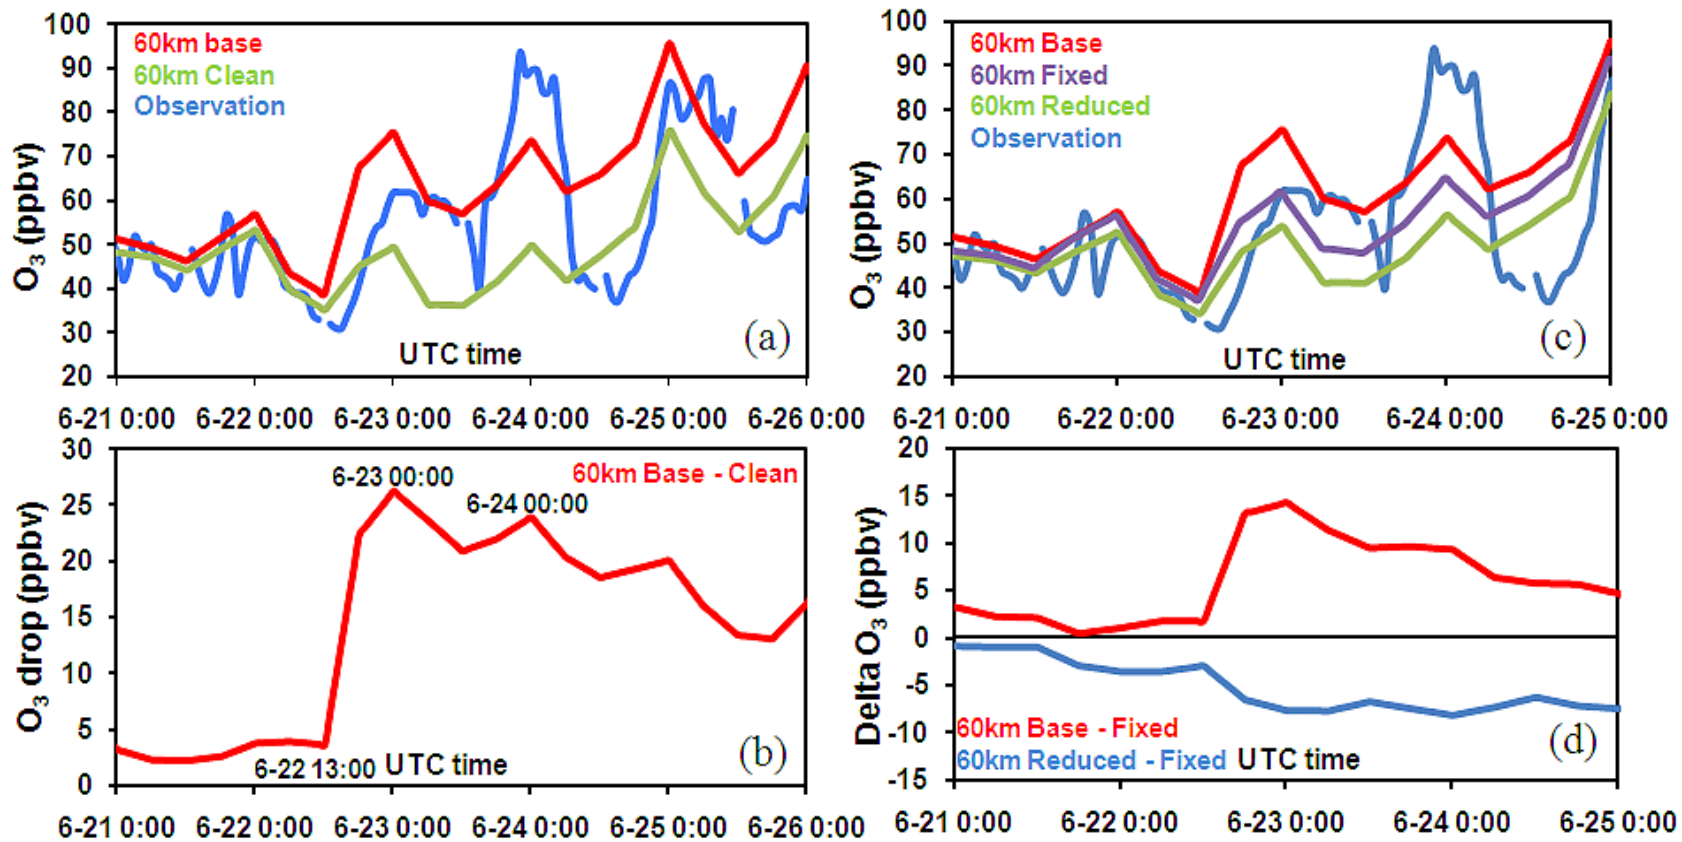 100
90
80
70
60
50
40
30
20
O3 (ppbv)
60km base
60km Clean
Observation
UTC time
(a)
6-21 0:00 6-22 0:00 6-23 0:00 6-24 0:00 6-25 0:00 6-26 0:00
100
90
80
70
60
50
40
30
20
O3 (ppbv)
60km Base
60km Fixed
60km Reduced
Observation
UTC time
(c)
6-21 0:00 6-22 0:00 6-23 0:00 6-24 0:00 6-25 0:00
30
25
20
15
10
5
0
O3 drop (ppbv)
60km Base - Clean
6-23 00:00
6-24 00:00
6-22 13:00 UTC time
(b)
6-21 0:00 6-22 0:00 6-23 0:00 6-24 0:00 6-25 0:00 6-26 0:00
20
15
10
5
0
-5
-10
-15
Delta O3 (ppbv)
60km Base - Fixed
60km Reduced - Fixed UTC time
(d)
6-21 0:00 6-22 0:00 6-23 0:00 6-24 0:00 6-25 0:00